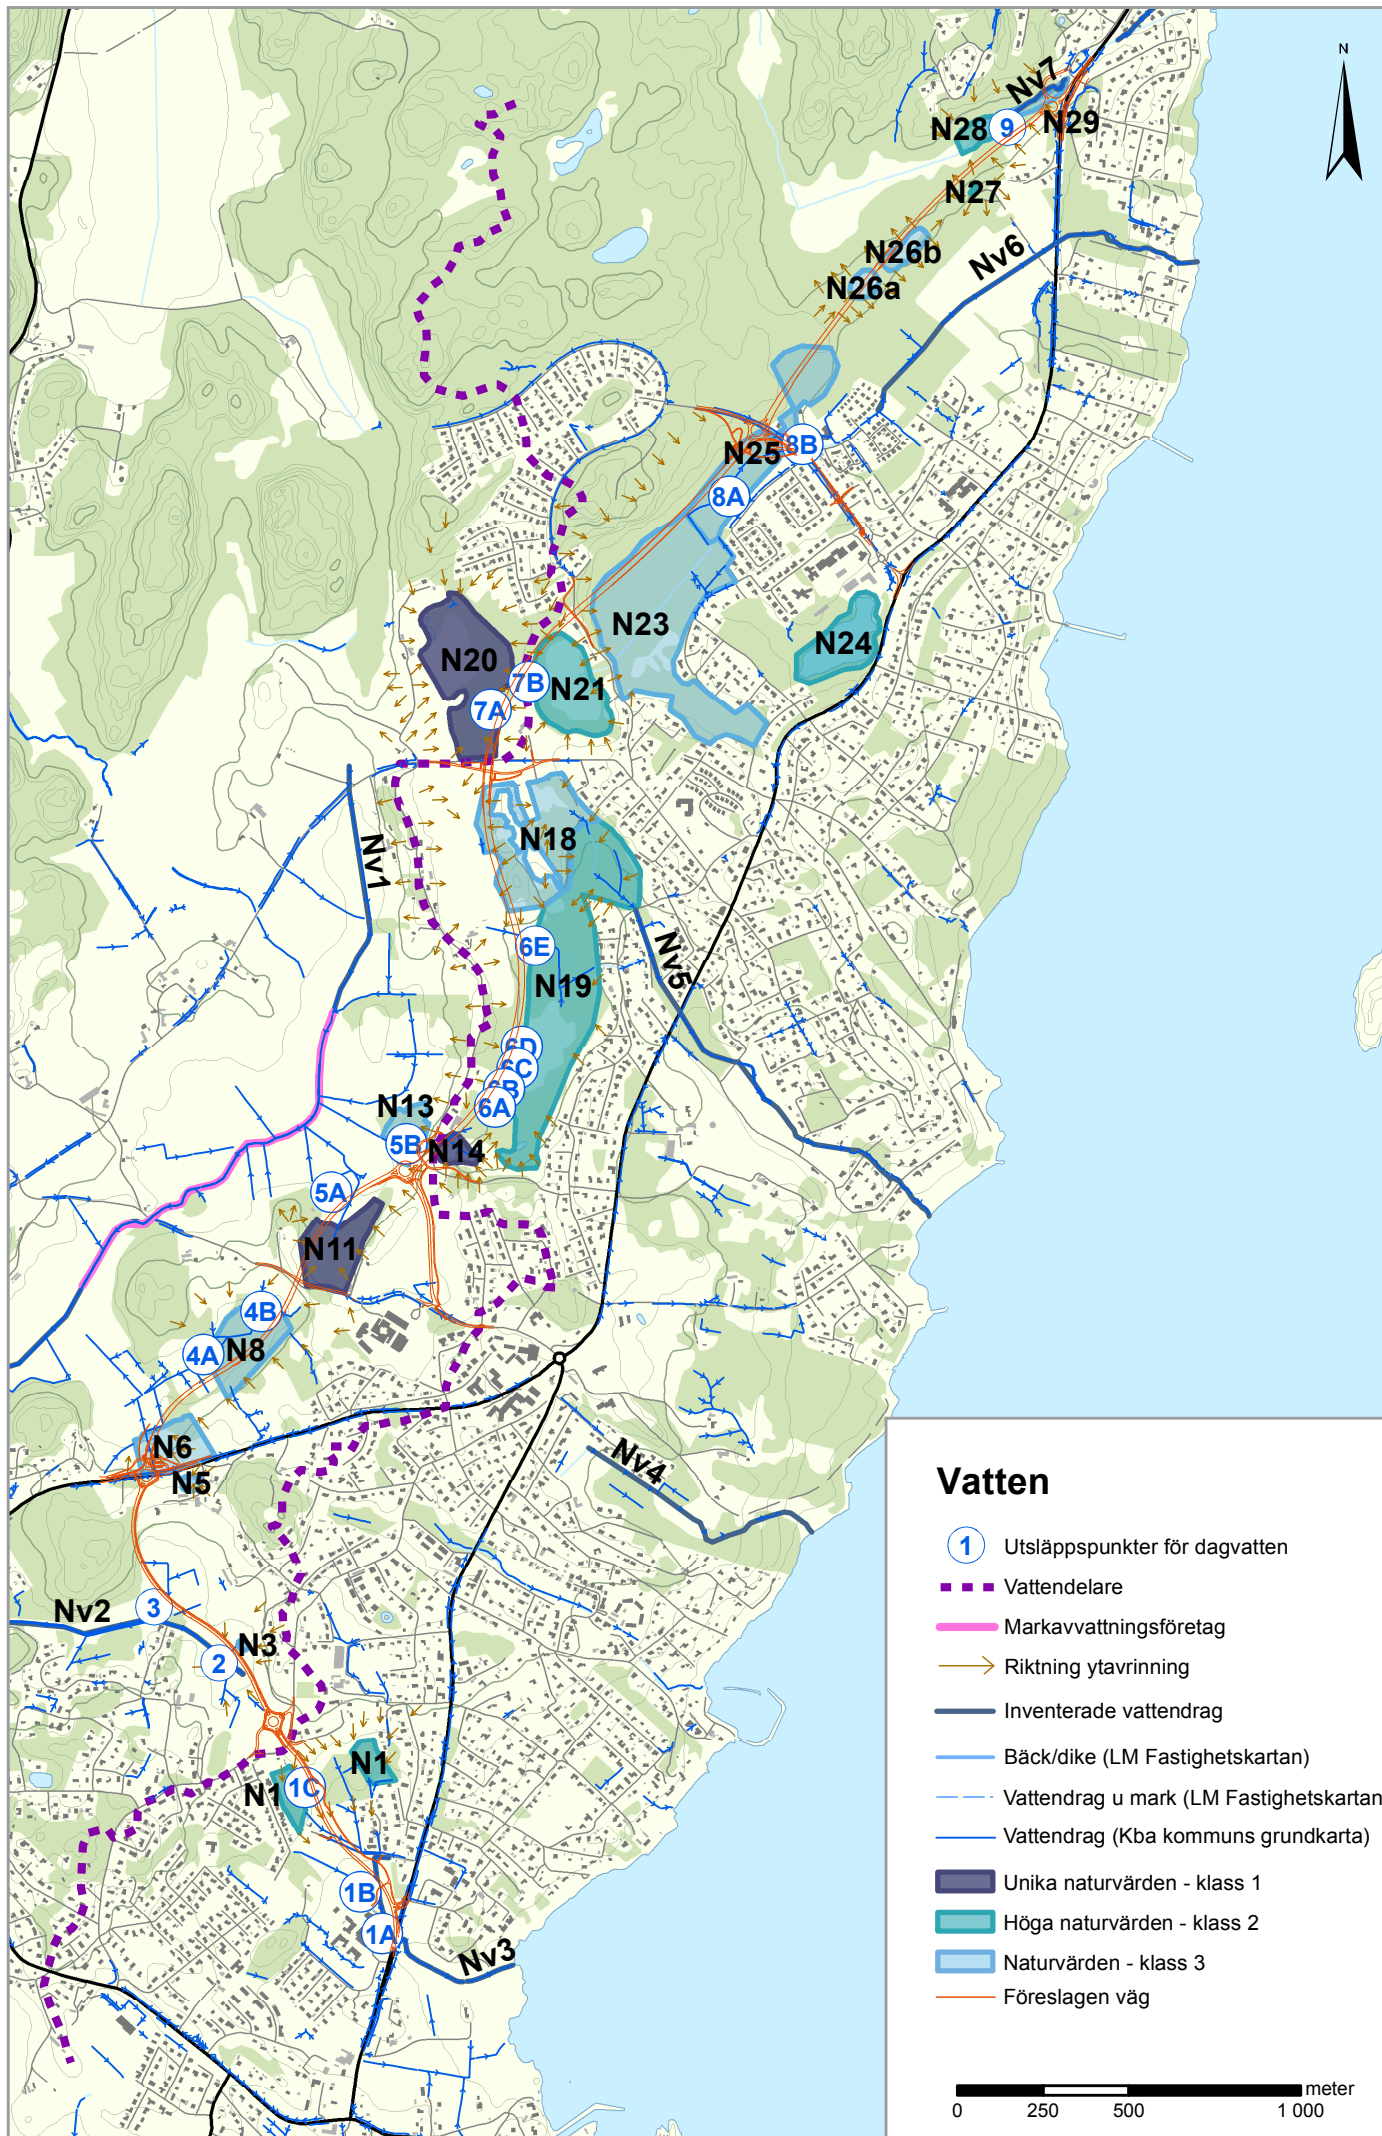 N
Nv7
N28
9
N29
N27
N26b
Nv6
N26a
N25
8B
8A
N23
N24
N20
7B
N21
7A
N18
Nv1
6E
Nv5
N19
6D
6C
6B
6A
N13
5B
N14
5A
N11
4B
N8
4A
N6
N5
Nv4
3
Nv2
N3
2
N1
1C
N1
1B
1A
Nv3
Vatten
1 Utsläppspunkter för dagvatten
Vattendelare
Markavvattningsföretag
Riktning ytavrinning
Inventerade vattendrag
Bäck/dike (LM Fastighetskartan)
Vattendrag u mark (LM Fastighetskartan
Vattendrag (Kba kommuns grundkarta)
Unika naturvärden - klass 1
Höga naturvärden - klass 2
Naturvärden - klass 3
Föreslagen väg
meter
0 250 500 1 000